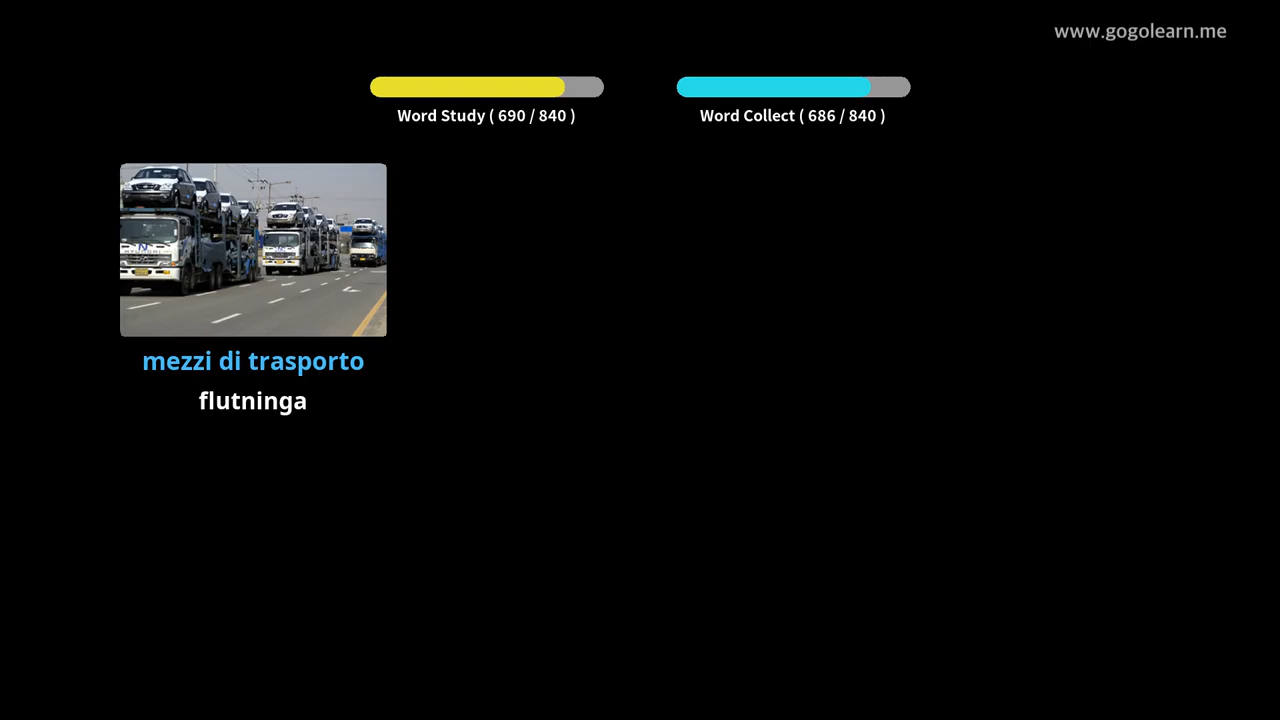 www.gogolearn.me
Word Study ( 690 / 840 )
Word Collect ( 686 / 840 )
mezzi di trasporto
flutninga